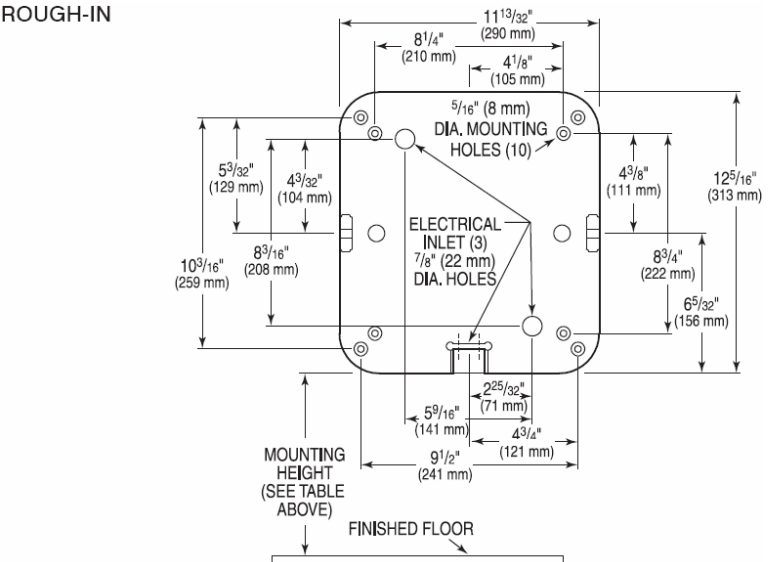 ROUGH-IN
11 13/32"
(290 mm)
8 1/4"
(210 mm)
4 1/8"
(105 mm)
5/16" (8 mm)
DIA. MOUNTING
HOLES (10)
5 3/32"
(129 mm)
4 3/32"
(104 mm)
4 3/8"
(111 mm)
12 5/16"
(313 mm)
ELECTRICAL
INLET (3)
7/8" (22 mm)
DIA. HOLES
10 3/16"
(259 mm)
8 3/16"
(208 mm)
8 3/4"
(222 mm)
6 5/32"
(156 mm)
2 25/32"
(71 mm)
5 9/16"
(141 mm)
4 3/4"
(121 mm)
9 1/2"
(241 mm)
MOUNTING
HEIGHT
(SEE TABLE
ABOVE)
FINISHED FLOOR